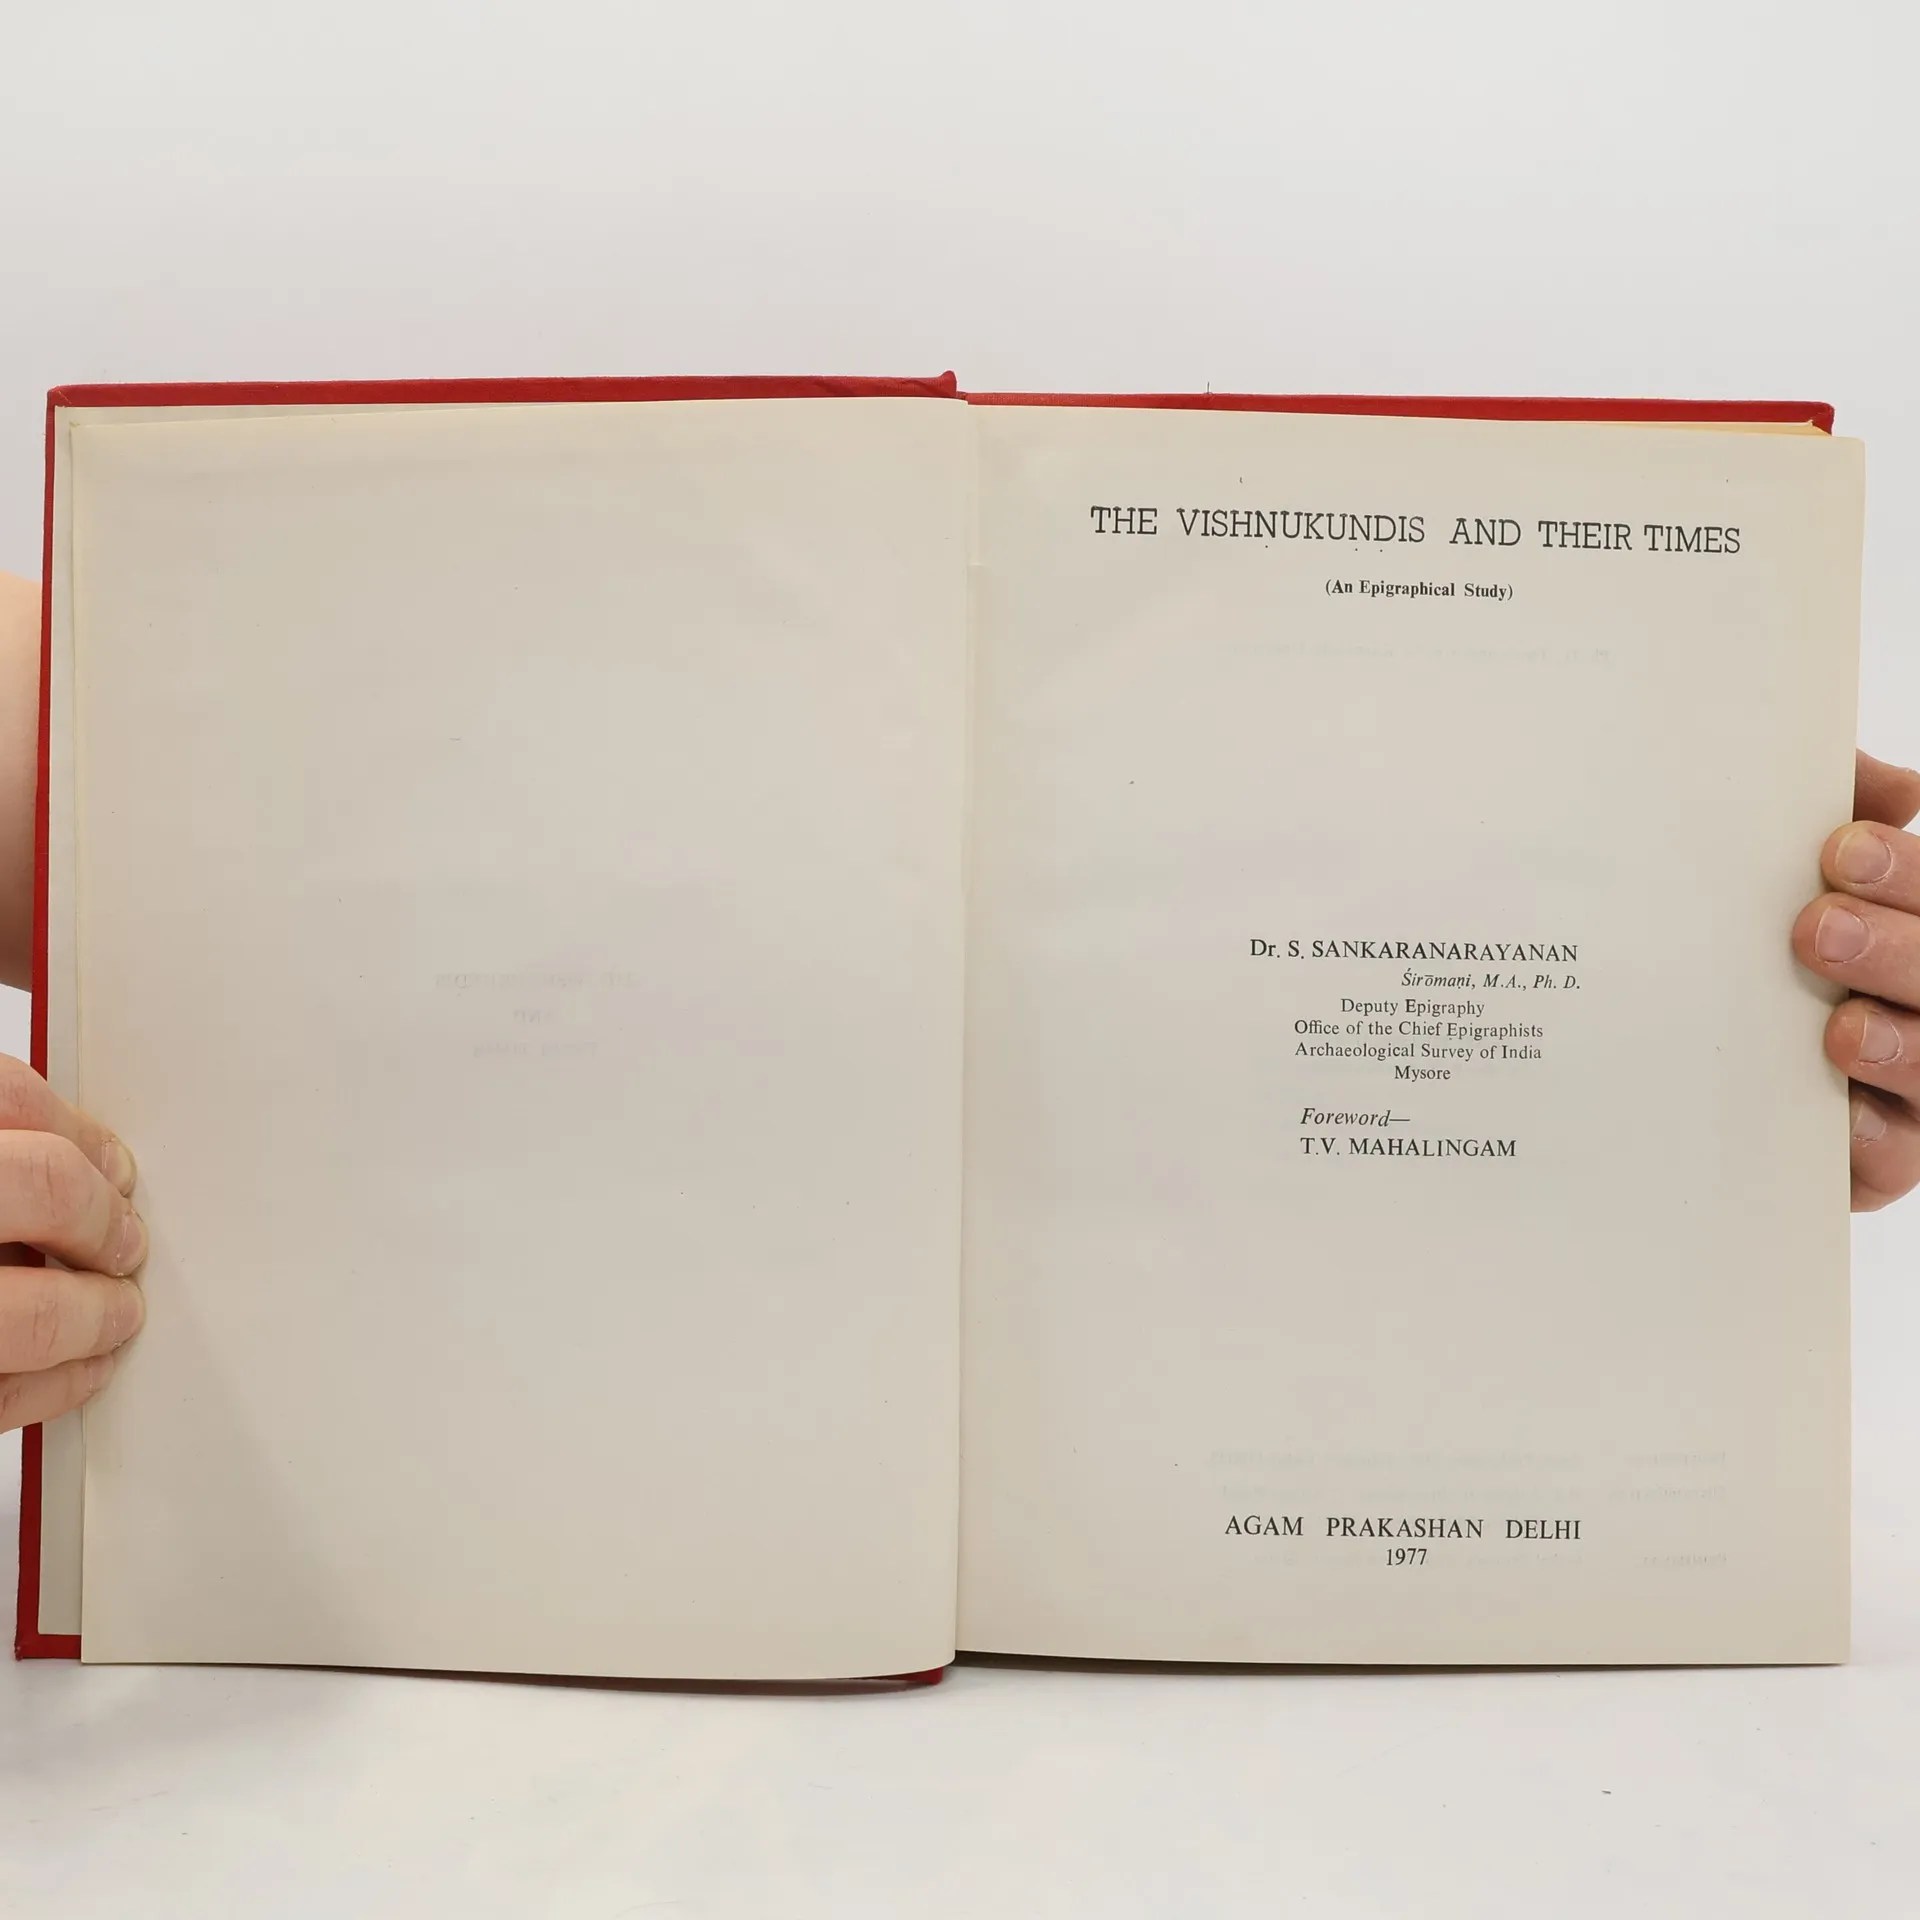 THE VISHṆUKUṆḌIS AND THEIR TIMES
(An Epigraphical Study)
Dr. S. SANKARANARAYANAN
Śirōmaṇi, M.A., Ph. D.
Deputy Epigraphy
Office of the Chief Epigraphists
Archaeological Survey of India
Mysore
Foreword—
T.V. MAHALINGAM
AGAM PRAKASHAN DELHI
1977